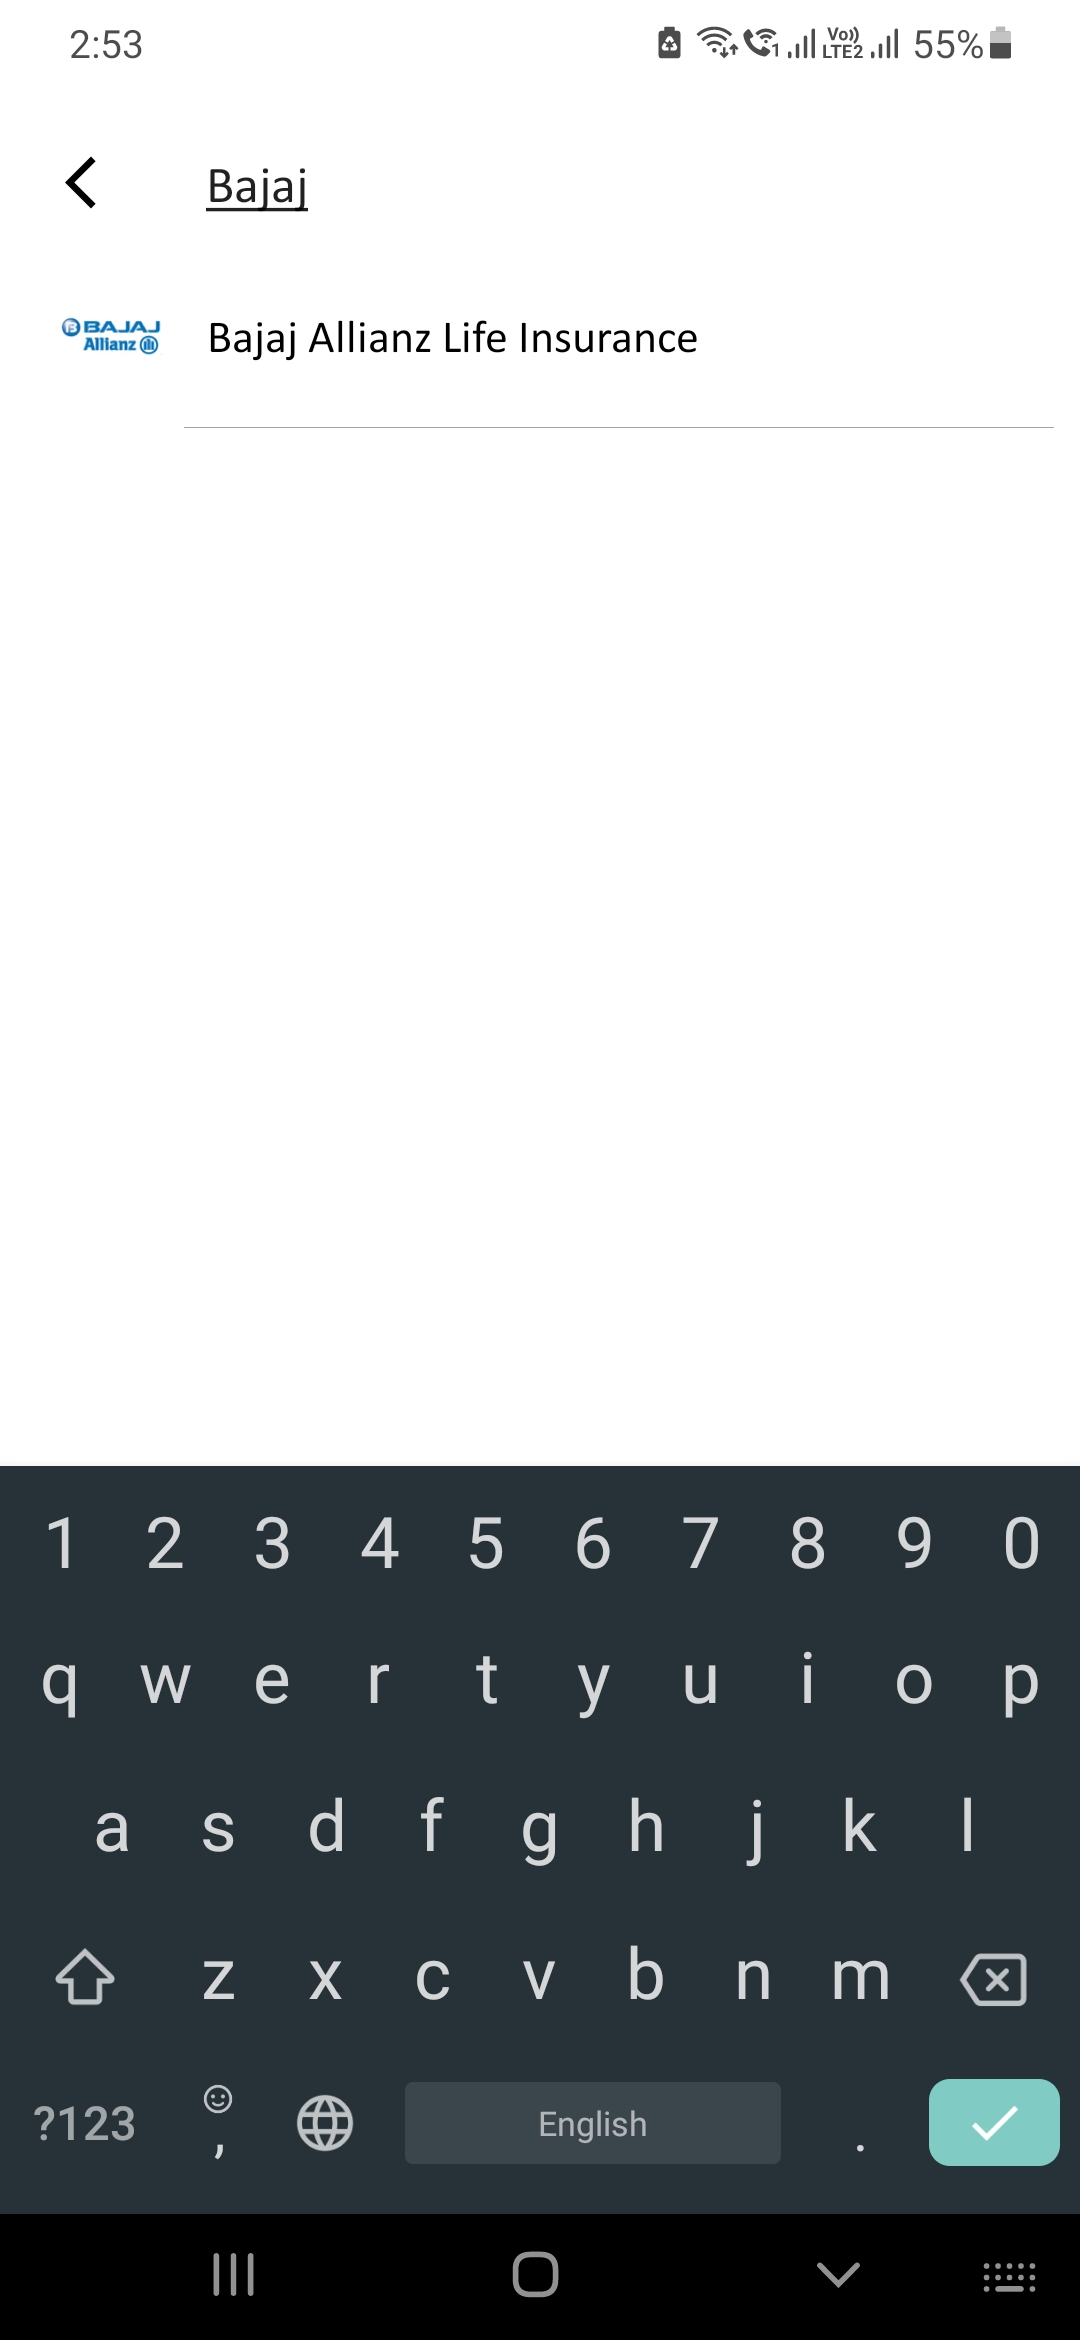 2:53 1 Vo)) LTE2 55%
Bajaj
BAJAJ
Allianz
Bajaj Allianz Life Insurance
1 2 3 4 5 6 7 8 9 0
q w e r t y u i o p
a s d f g h j k l
z x c v b n m
?123 , English .